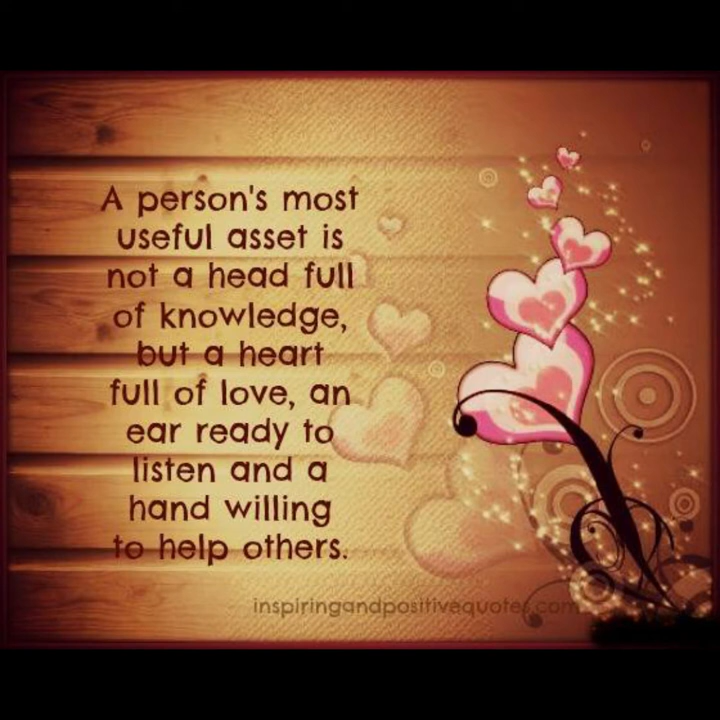 A person's most
useful asset is
not a head full
of knowledge,
but a heart
full of love, an
ear ready to
listen and a
hand willing
to help others.
inspiringandpositivequotes.com